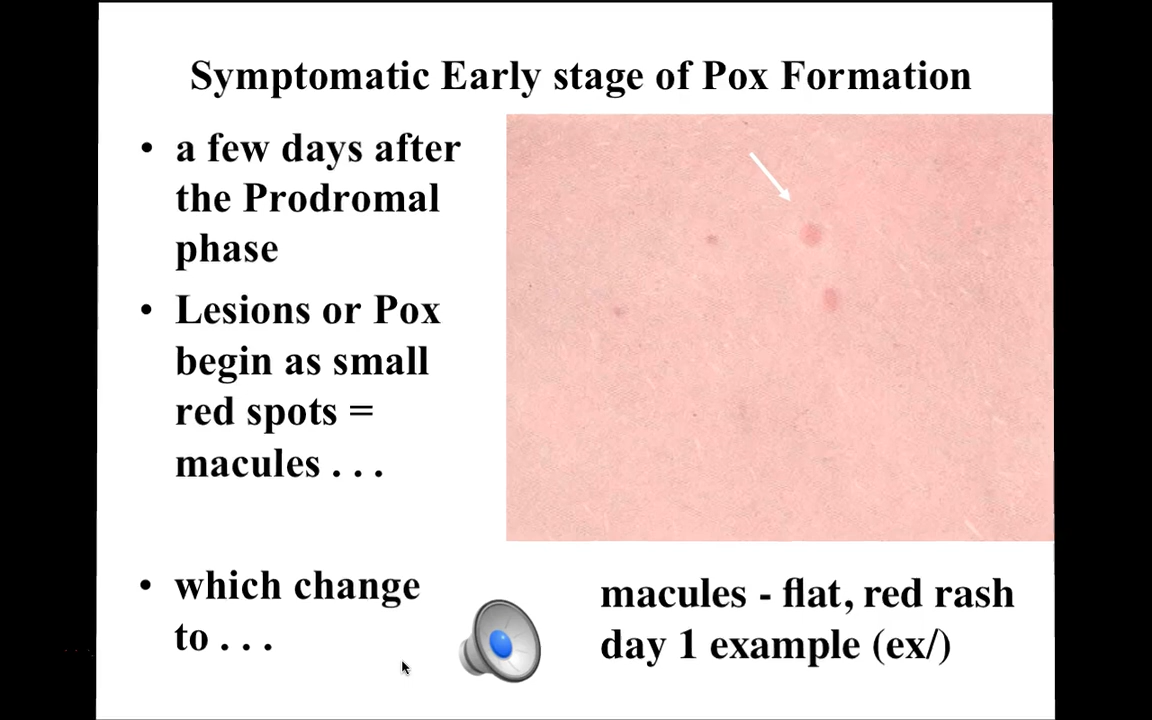 Symptomatic Early stage of Pox Formation
• a few days after
the Prodromal
phase
• Lesions or Pox
begin as small
red spots =
macules . . .
• which change
to . . .
macules - flat, red rash
day 1 example (ex/)